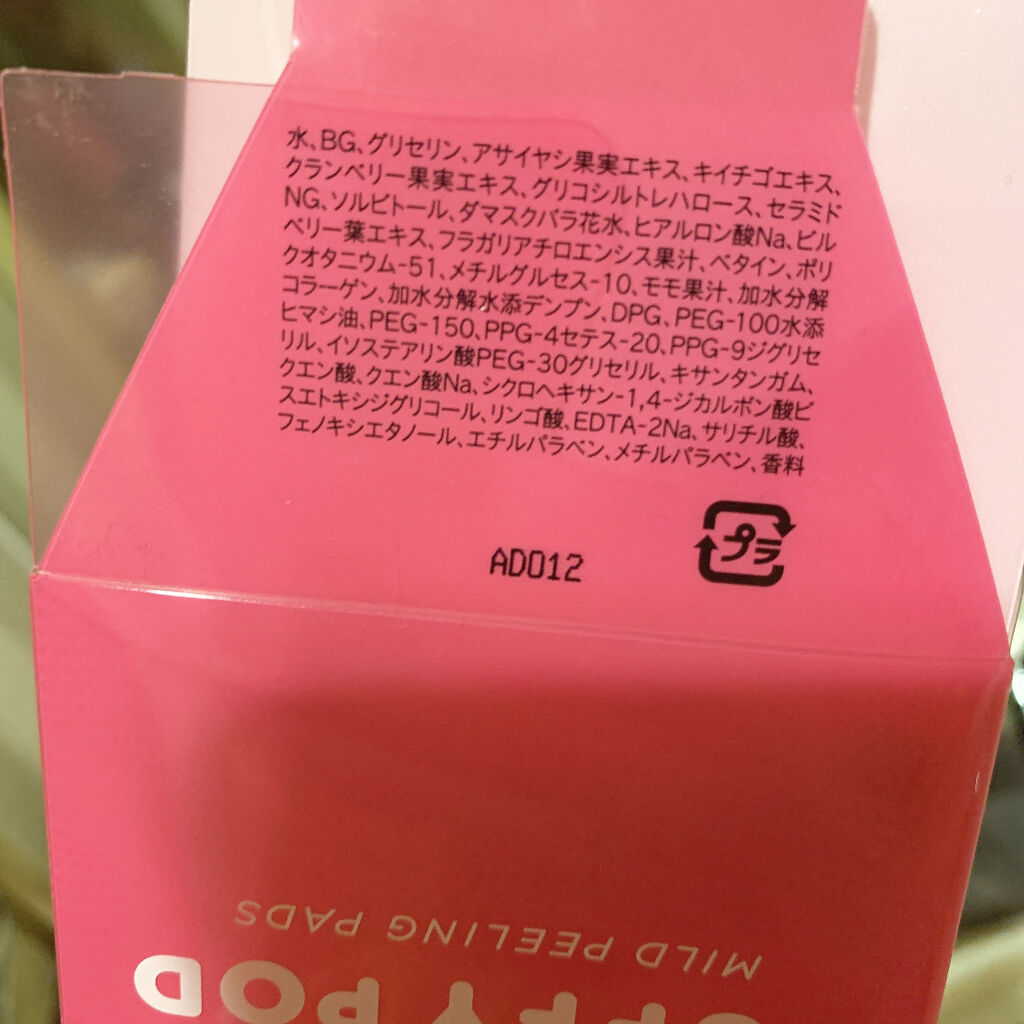 水、BG、グリセリン、アサイヤシ果実エキス、キイチゴエキス、
クランベリー果実エキス、グリコシルトレハロース、セラミド
NG、ソルビトール、ダマスクバラ花水、ヒアルロン酸Na、ビル
ベリー葉エキス、フラガリアチロエンシス果汁、ベタイン、ポリ
クオタニウム-51、メチルグルセス-10、モモ果汁、加水分解
コラーゲン、加水分解水添デンプン、DPG、PEG-100水添
ヒマシ油、PEG-150、PPG-4セテス-20、PPG-9ジグリセ
リル、イソステアリン酸PEG-30グリセリル、キサンタンガム、
クエン酸、クエン酸Na、シクロヘキサン-1,4-ジカルボン酸ビ
スエトキシジグリコール、リンゴ酸、EDTA-2Na、サリチル酸、
フェノキシエタノール、エチルパラベン、メチルパラベン、香料
プラ
AD012
MILD PEELING PADS
POD